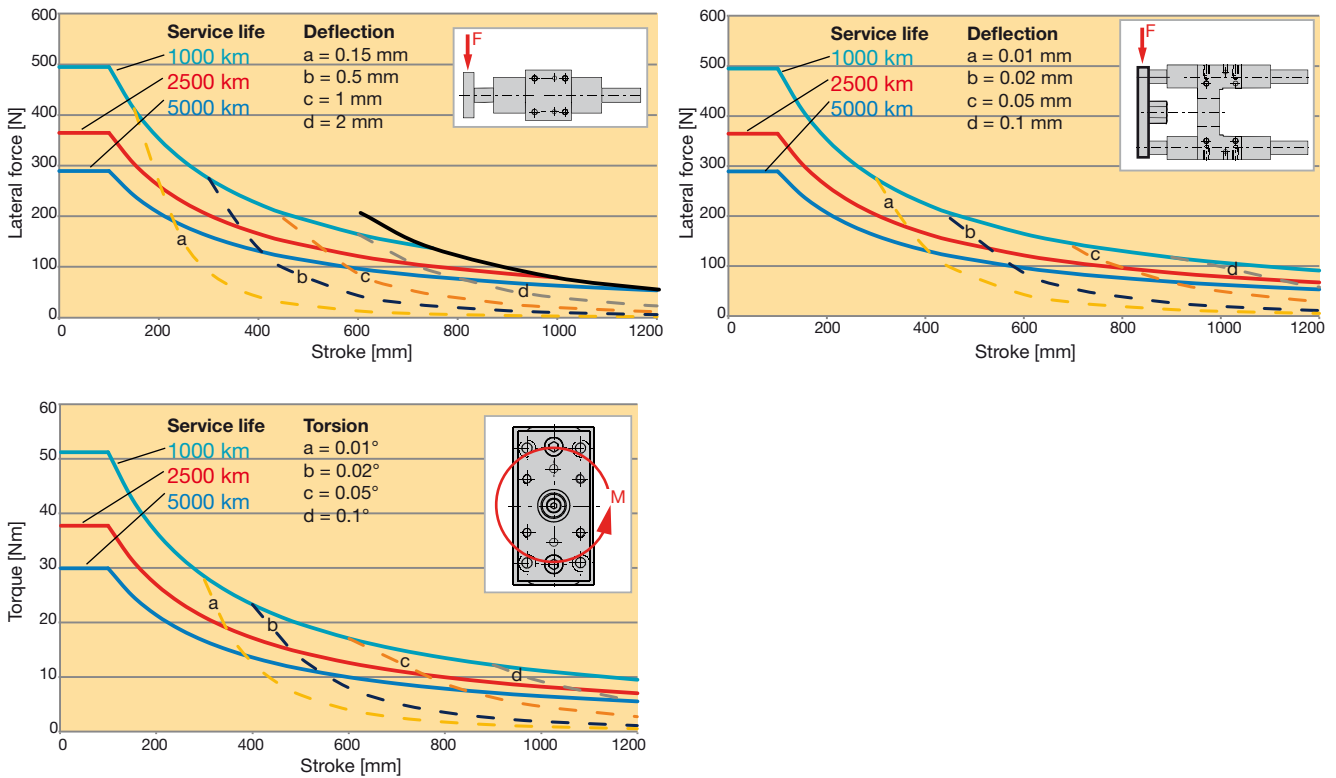 600
500
400
300
200
100
0
Lateral force [N]
Service life
1000 km
2500 km
5000 km
Deflection
a = 0.15 mm
b = 0.5 mm
c = 1 mm
d = 2 mm
F
a
b
c
d
0 200 400 600 800 1000 1200
Stroke [mm]
600
500
400
300
200
100
0
Lateral force [N]
Service life
1000 km
2500 km
5000 km
Deflection
a = 0.01 mm
b = 0.02 mm
c = 0.05 mm
d = 0.1 mm
F
a
b
c
d
0 200 400 600 800 1000 1200
Stroke [mm]
60
50
40
30
20
10
0
Torque [Nm]
Service life
1000 km
2500 km
5000 km
Torsion
a = 0.01°
b = 0.02°
c = 0.05°
d = 0.1°
M
a
b
c
d
0 200 400 600 800 1000 1200
Stroke [mm]